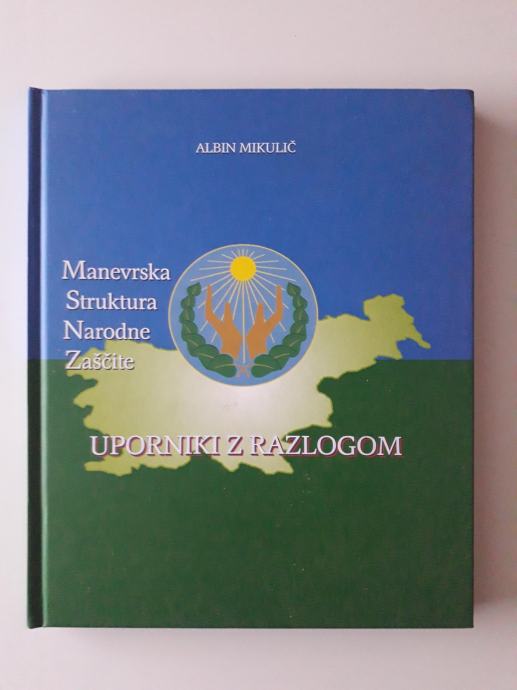 ALBIN MIKULIČ
Manevrska
Struktura
Narodne
Zaščite
UPORNIKI Z RAZLOGOM